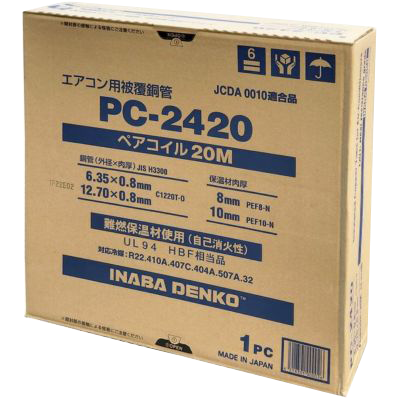 6
JCDA 0010適合品
エアコン用被覆銅管
PC-2420
ペアコイル20M
銅管(外径×肉厚) JIS H3300
保温材肉厚
6.35×0.8mm
12.70×0.8mm C1220T-O
8mm PEF8-N
10mm PEF10-N
難燃保温材使用(自己消火性)
UL94 HBF相当品
対応冷媒:R22.410A.407C.404A.507A.32
INABA DENKO
1PC
MADE IN JAPAN
OPEN